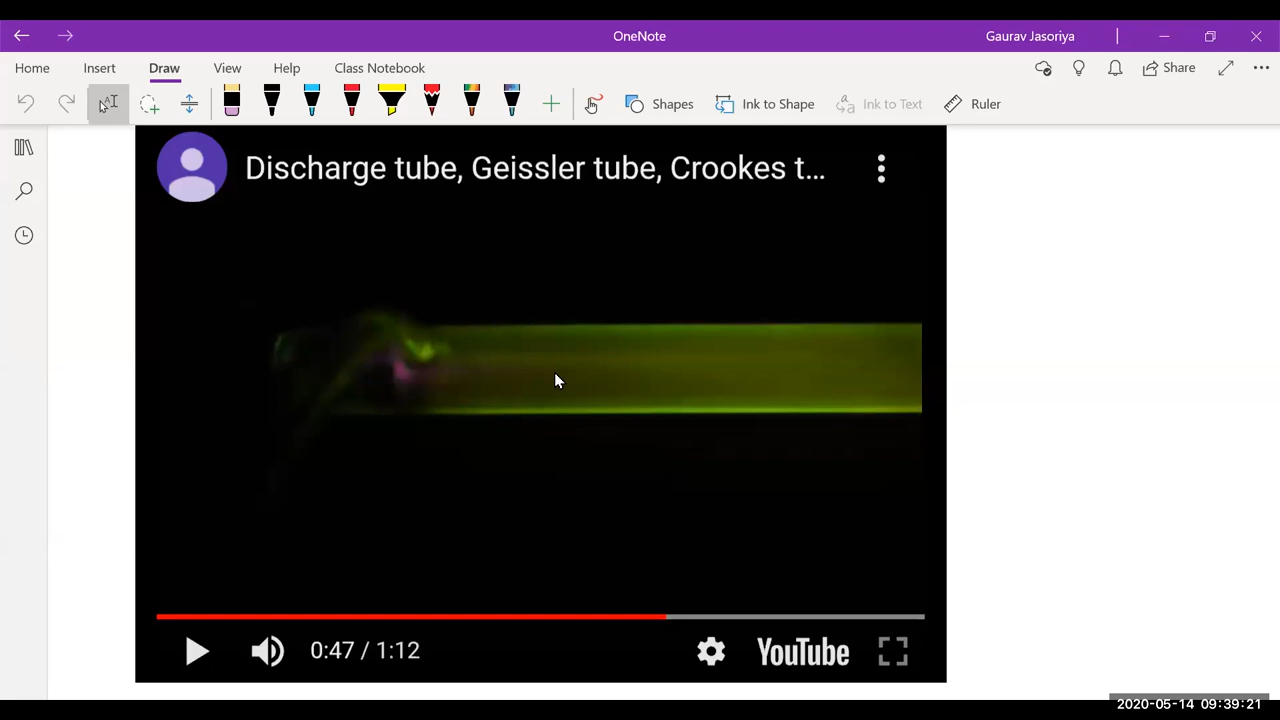 OneNote
Gaurav Jasoriya
Home
Insert
Draw
View
Help
Class Notebook
Share
Shapes
Ink to Shape
Ink to Text
Ruler
Discharge tube, Geissler tube, Crookes t...
0:47 / 1:12
YouTube
2020-05-14 09:39:21